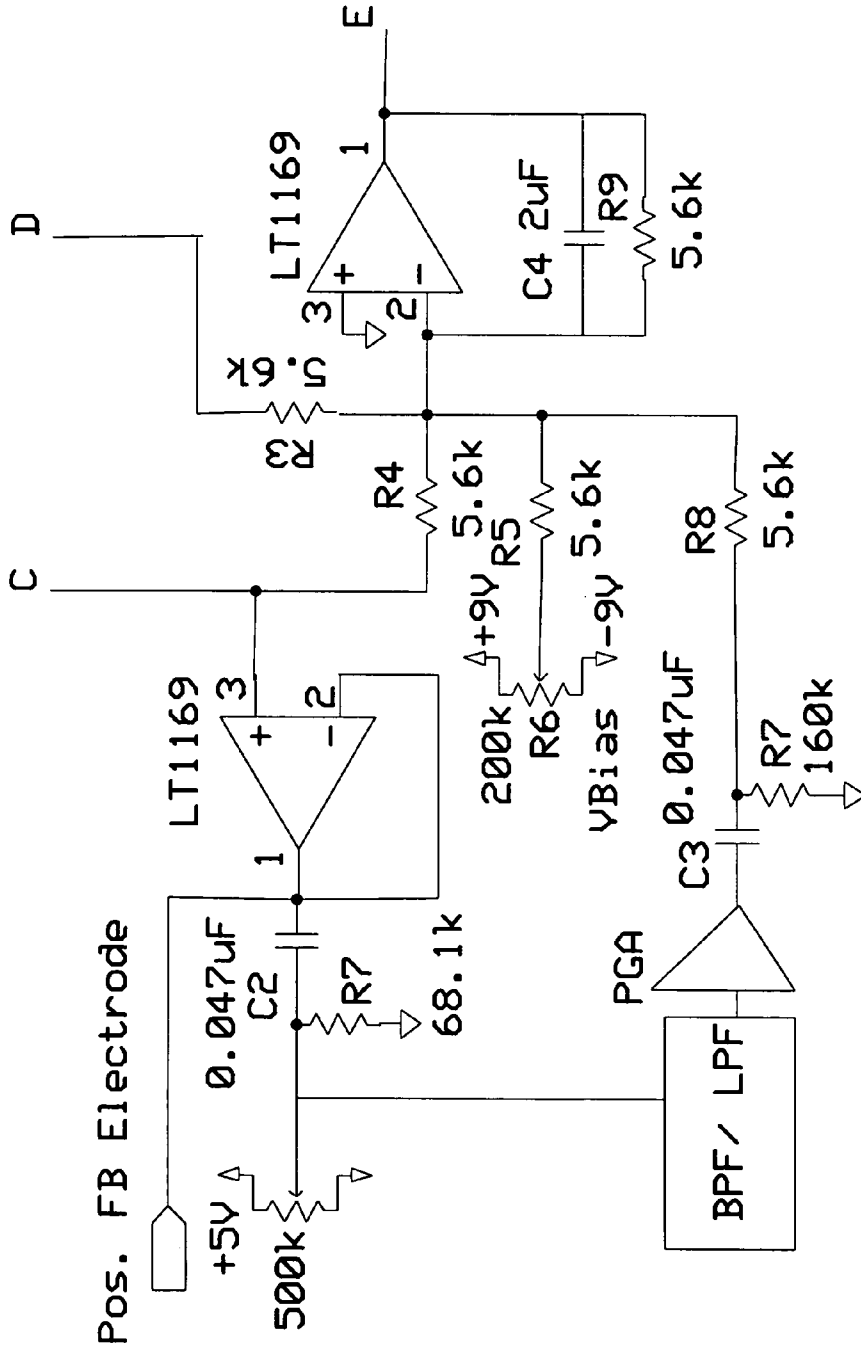 C
D
E
Pos. FB Electrode
LT1169
3
+
2
-
1
0.047uF
C2
R7
68.1k
+5V
500k
R3
5.6k
R4
5.6k
LT1169
3
+
2
-
1
C4 2uF
R9
5.6k
+9V
200k
R6
VBias
-9V
R5
5.6k
R8
5.6k
0.047uF
C3
R7
160k
PGA
BPF/ LPF